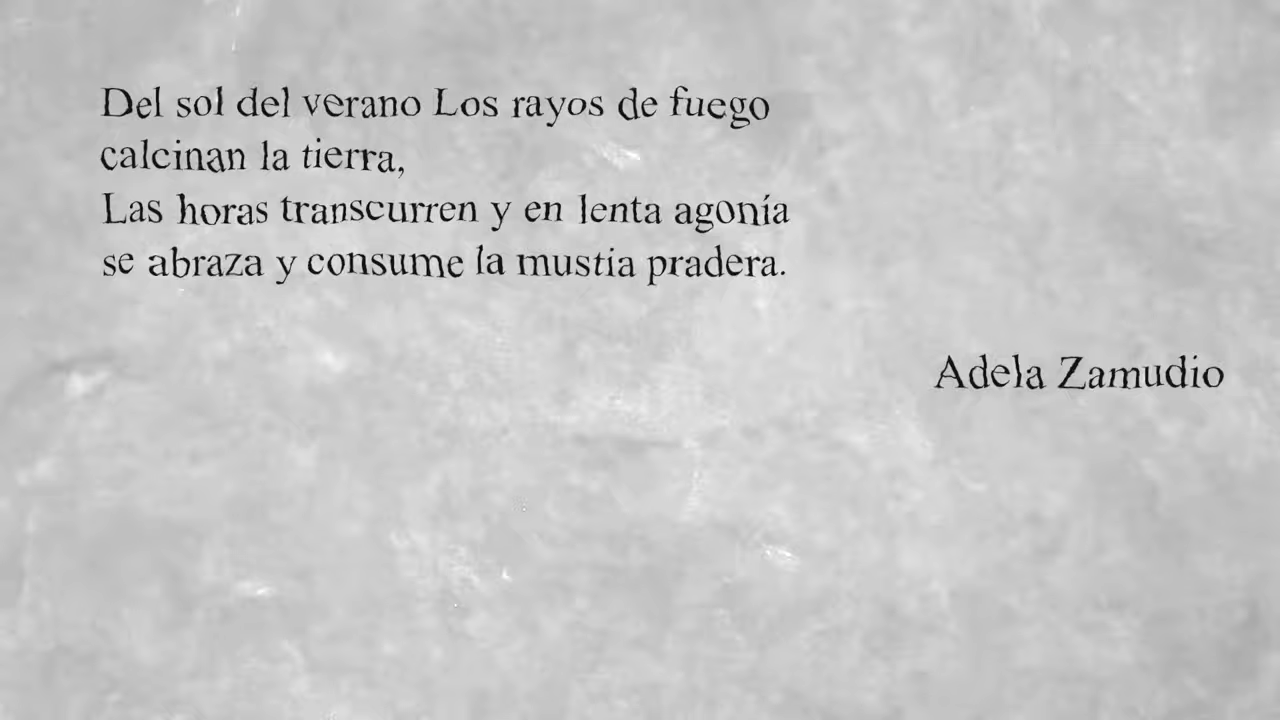 Del sol del verano Los rayos de fuego
calcinan la tierra,
Las horas transcurren y en lenta agonía
se abraza y consume la mustia pradera.
Adela Zamudio